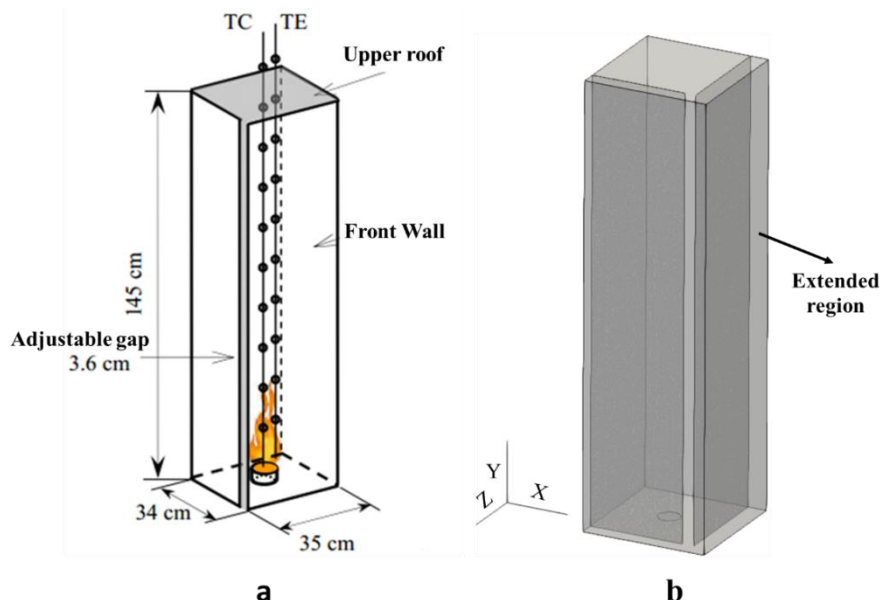 TC TE
Upper roof
145 cm
Front Wall
Adjustable gap
3.6 cm
34 cm
35 cm
a
Extended
region
Y
Z
X
b